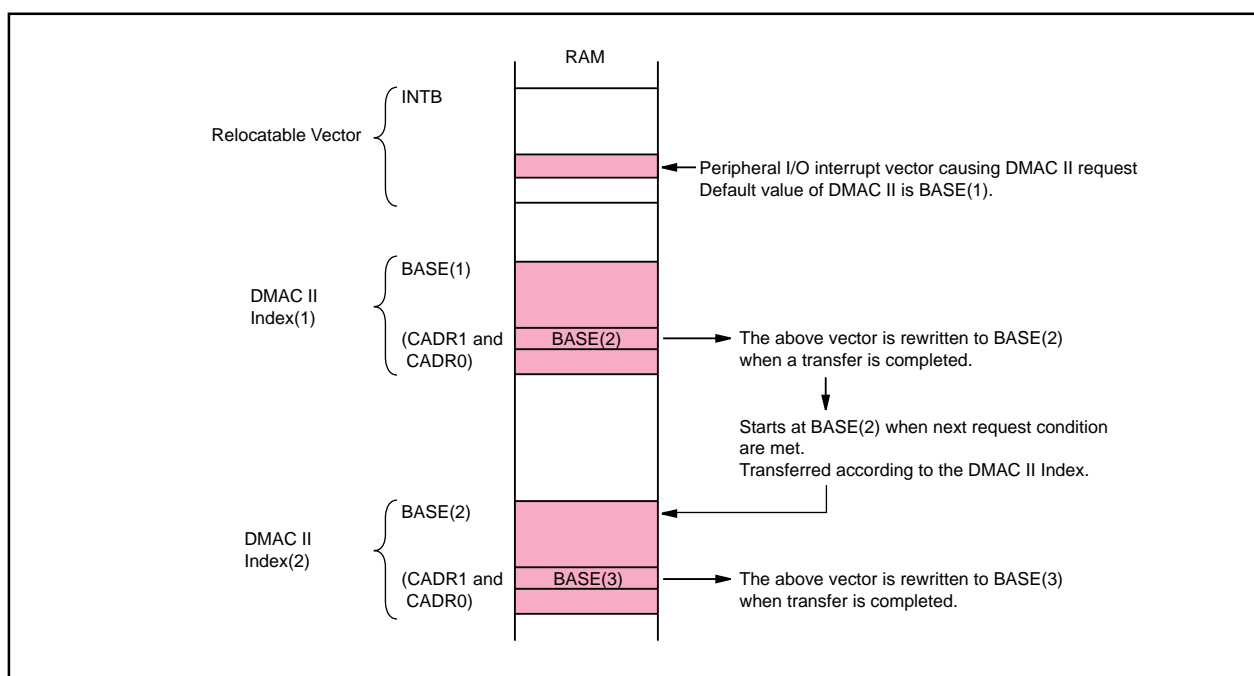 RAM
INTB
Relocatable Vector
Peripheral I/O interrupt vector causing DMAC II request
Default value of DMAC II is BASE(1).
BASE(1)
DMAC II
Index(1)
(CADR1 and
CADR0)
BASE(2)
The above vector is rewritten to BASE(2)
when a transfer is completed.
Starts at BASE(2) when next request condition
are met.
Transferred according to the DMAC II Index.
BASE(2)
DMAC II
Index(2)
(CADR1 and
CADR0)
BASE(3)
The above vector is rewritten to BASE(3)
when transfer is completed.